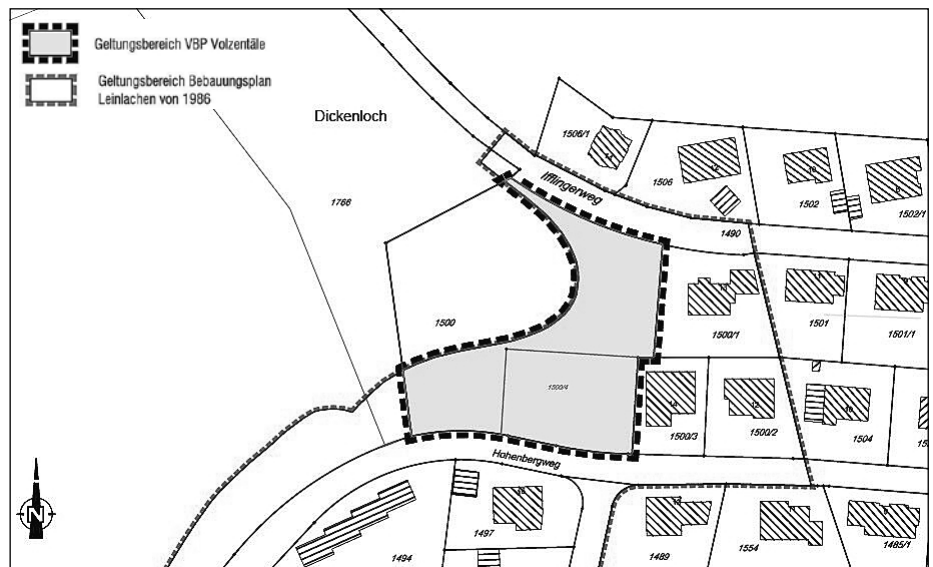 Geltungsbereich VBP Volzentäle
Geltungsbereich Bebauungsplan
Leinlachen von 1986
Dickenloch
1506/1
Ifflingerweg
1506
1502
1502/1
1766
1490
1500
1500/1
1501
1501/1
1500/4
1500/3
1500/2
1504
Hohenbergweg
1497
1494
1489
1554
1485/1
N